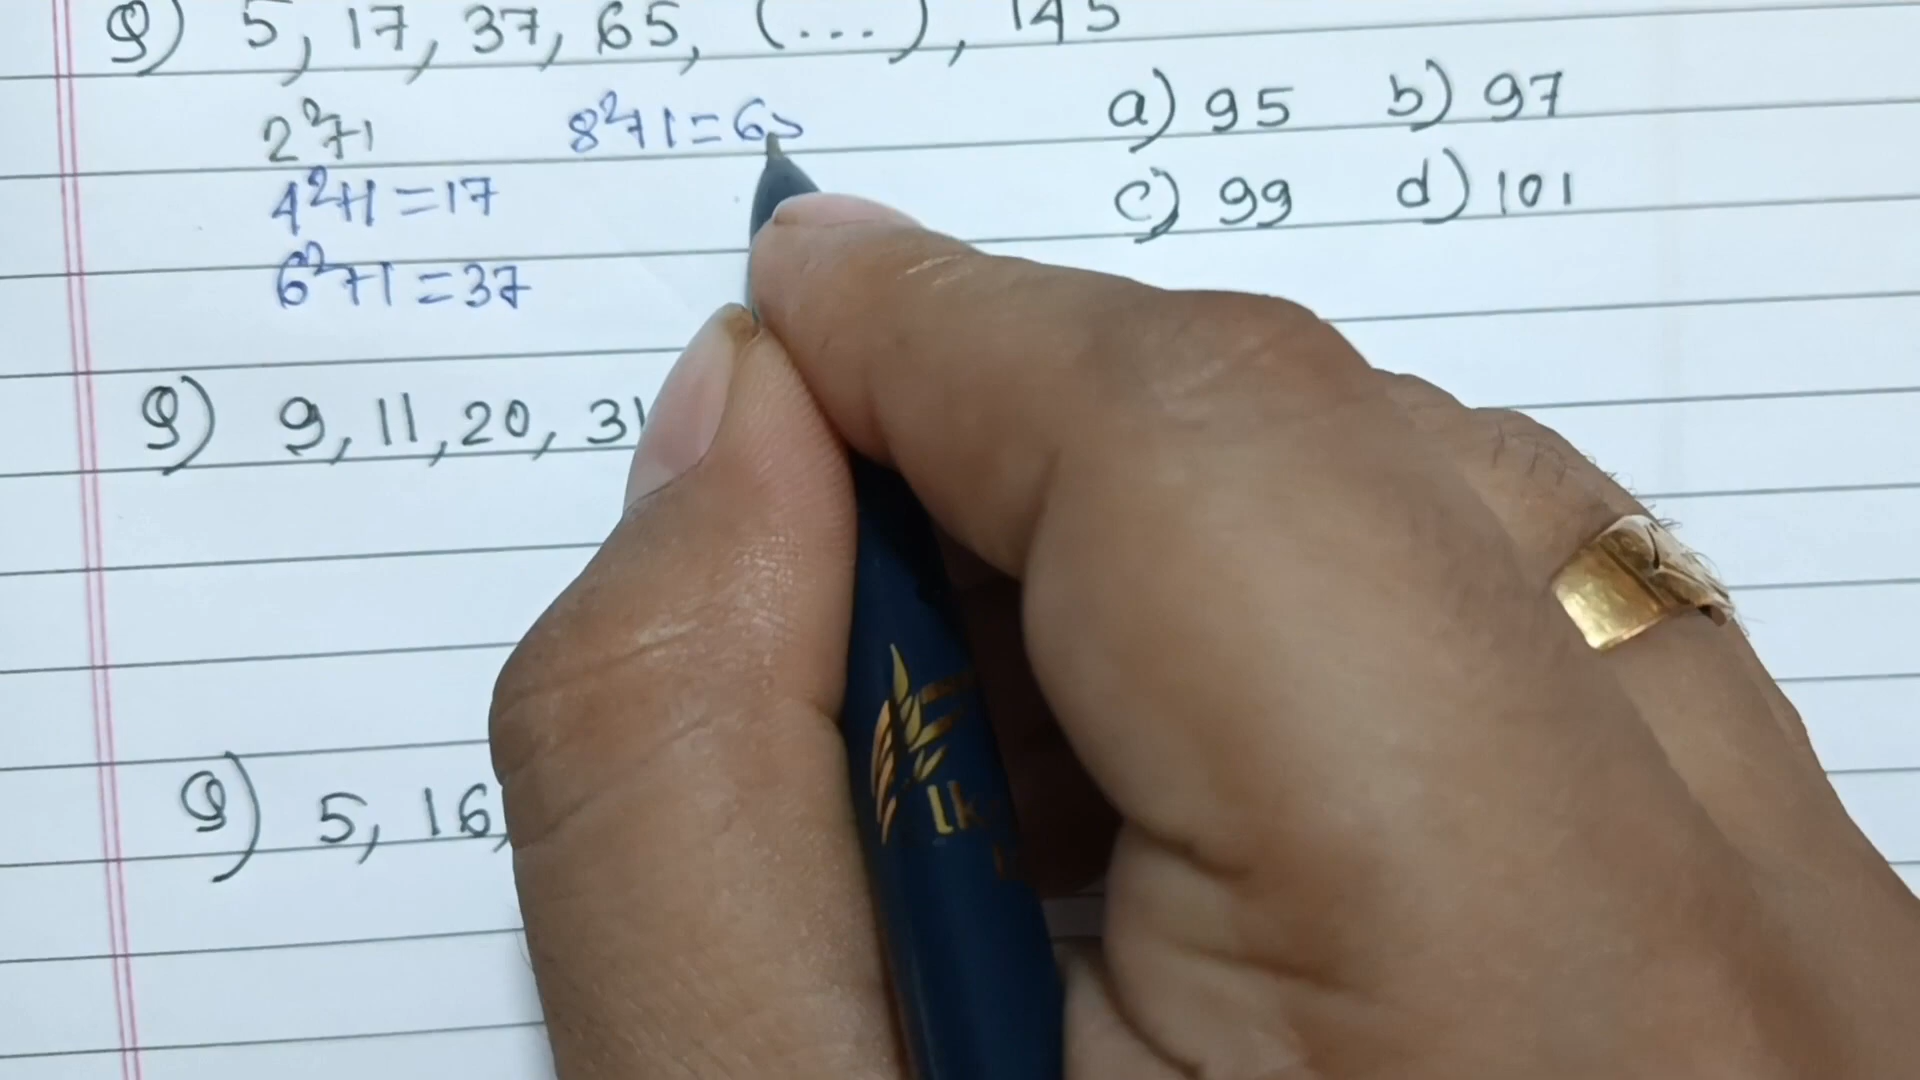 Q) 5, 17, 37, 65, (...), 145
2²+1 8²+1=65 a) 95 b) 97
4²+1=17 c) 99 d) 101
6²+1=37
Q) 9, 11, 20, 31
Q) 5, 16,